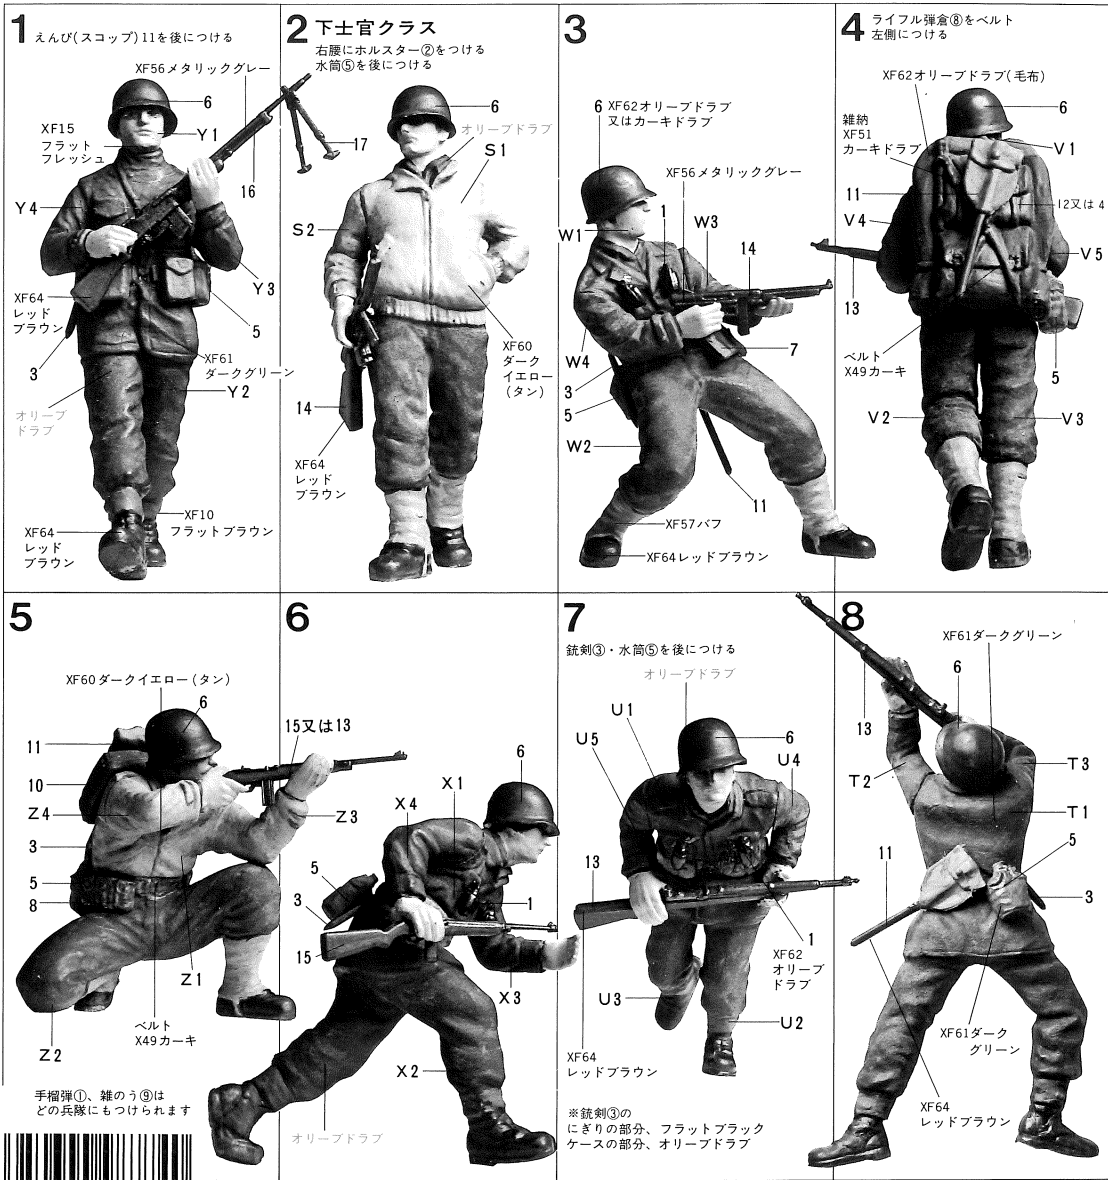 1
えんぴ(スコップ)11を後につける
XF56メタリックグレー
6
XF15
フラット
フレッシュ
Y1
17
16
Y4
Y3
XF64
レッド
ブラウン
5
3
XF61
ダークグリーン
Y2
オリーブ
ドラブ
XF10
フラットブラウン
XF64
レッド
ブラウン
2
下士官クラス
右腰にホルスター②をつける
水筒⑤を後につける
6
オリーブドラブ
S1
S2
XF60
ダーク
イエロー
(タン)
14
XF64
レッド
ブラウン
3
6
XF62オリーブドラブ
又はカーキドラブ
XF56メタリックグレー
1
W3
W1
14
7
W4
3
5
W2
11
XF57バフ
XF64レッドブラウン
4
ライフル弾倉⑧をベルト
左側につける
XF62オリーブドラブ(毛布)
6
雑納
XF51
カーキドラブ
V1
11
12又は4
V4
V5
13
ベルト
X49カーキ
5
V2
V3
5
XF60ダークイエロー(タン)
6
15又は13
11
10
Z4
Z3
3
5
8
Z1
ベルト
X49カーキ
Z2
手榴弾①、雑のう⑨は
どの兵隊にもつけられます
6
6
X1
X4
5
3
1
15
X3
X2
オリーブドラブ
7
銃剣③・水筒⑤を後につける
オリーブドラブ
U1
U5
6
U4
13
1
XF62
オリーブ
ドラブ
U3
U2
XF64
レッドブラウン
※銃剣③の
にぎりの部分、フラットブラック
ケースの部分、オリーブドラブ
8
XF61ダークグリーン
6
13
T2
T3
T1
5
11
3
XF61ダーク
グリーン
XF64
レッドブラウン